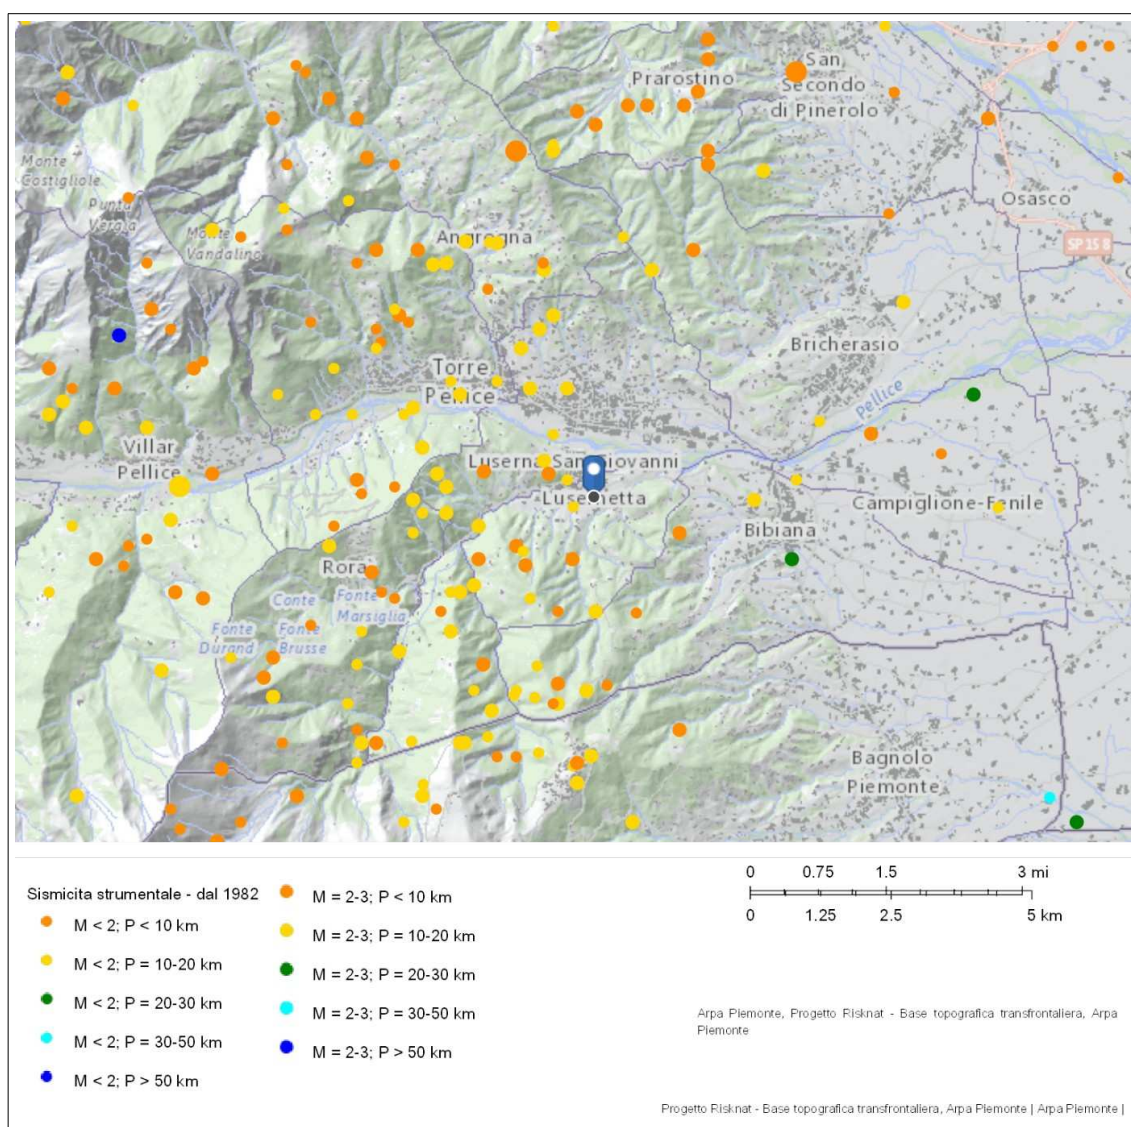 San
Secondo
di Pinerolo
Prarostino
Monte
Gostigliole
Punta
Vergia
Osasco
Monte
Vandalino
Angrogna
SP158
Bricherasio
Torre
Pellice
Pellice
Villar
Pellice
Luserna San Giovanni
Lusernetta
Campiglione-Fenile
Bibiana
Rora
Conte
Fonte
Marsiglia
Fonte
Durand
Fonte
Brusse
Bagnolo
Piemonte
Sismicita strumentale - dal 1982
M < 2; P < 10 km
M < 2; P = 10-20 km
M < 2; P = 20-30 km
M < 2; P = 30-50 km
M < 2; P > 50 km
M = 2-3; P < 10 km
M = 2-3; P = 10-20 km
M = 2-3; P = 20-30 km
M = 2-3; P = 30-50 km
M = 2-3; P > 50 km
0 0.75 1.5 3 mi
0 1.25 2.5 5 km
Arpa Piemonte, Progetto Risknat - Base topografica transfrontaliera, Arpa
Piemonte
Progetto Risknat - Base topografica transfrontaliera, Arpa Piemonte | Arpa Piemonte |